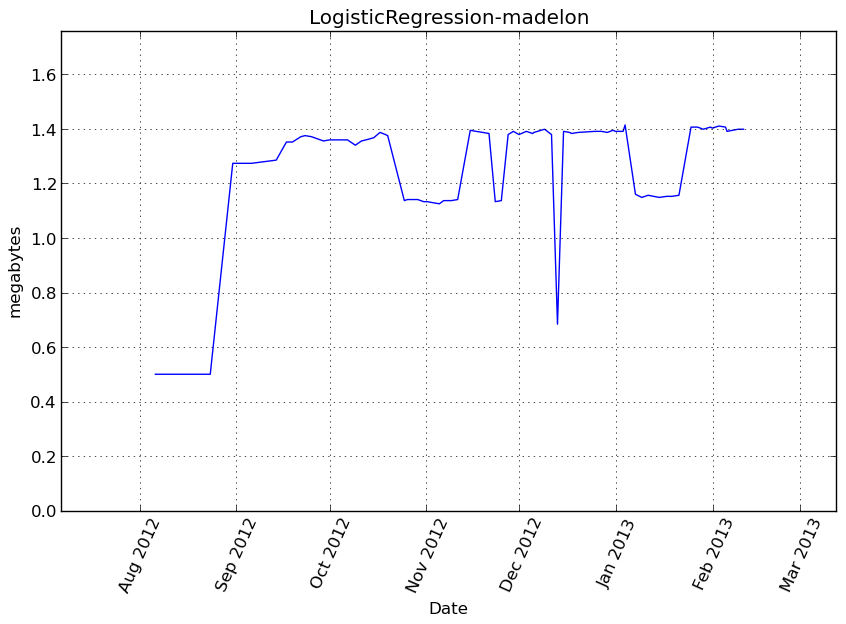 LogisticRegression-madelon
megabytes
1.6
1.4
1.2
1.0
0.8
0.6
0.4
0.2
0.0
Aug 2012
Sep 2012
Oct 2012
Nov 2012
Dec 2012
Jan 2013
Feb 2013
Mar 2013
Date